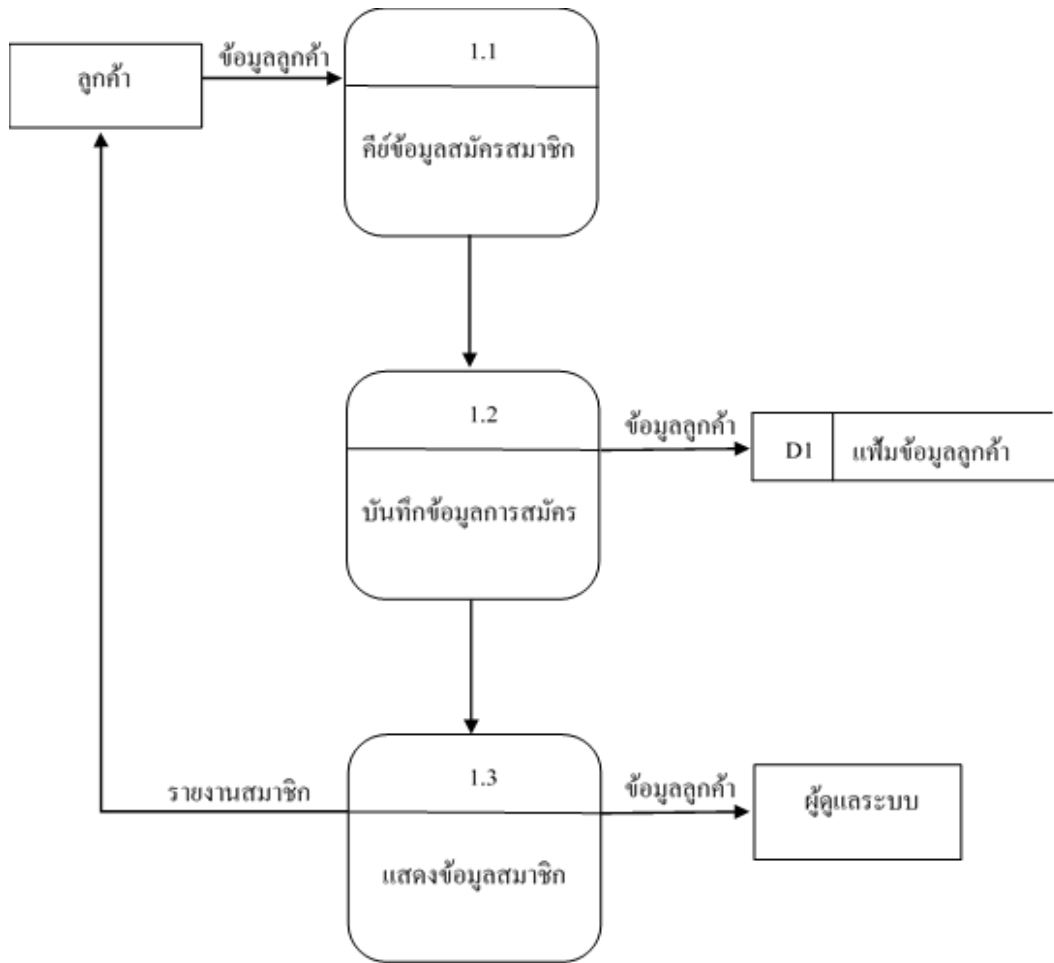 ลูกค้า
ข้อมูลลูกค้า
1.1
คีย์ข้อมูลสมัครสมาชิก
1.2
บันทึกข้อมูลการสมัคร
ข้อมูลลูกค้า
D1
แฟ้มข้อมูลลูกค้า
1.3
แสดงข้อมูลสมาชิก
รายงานสมาชิก
ข้อมูลลูกค้า
ผู้ดูแลระบบ